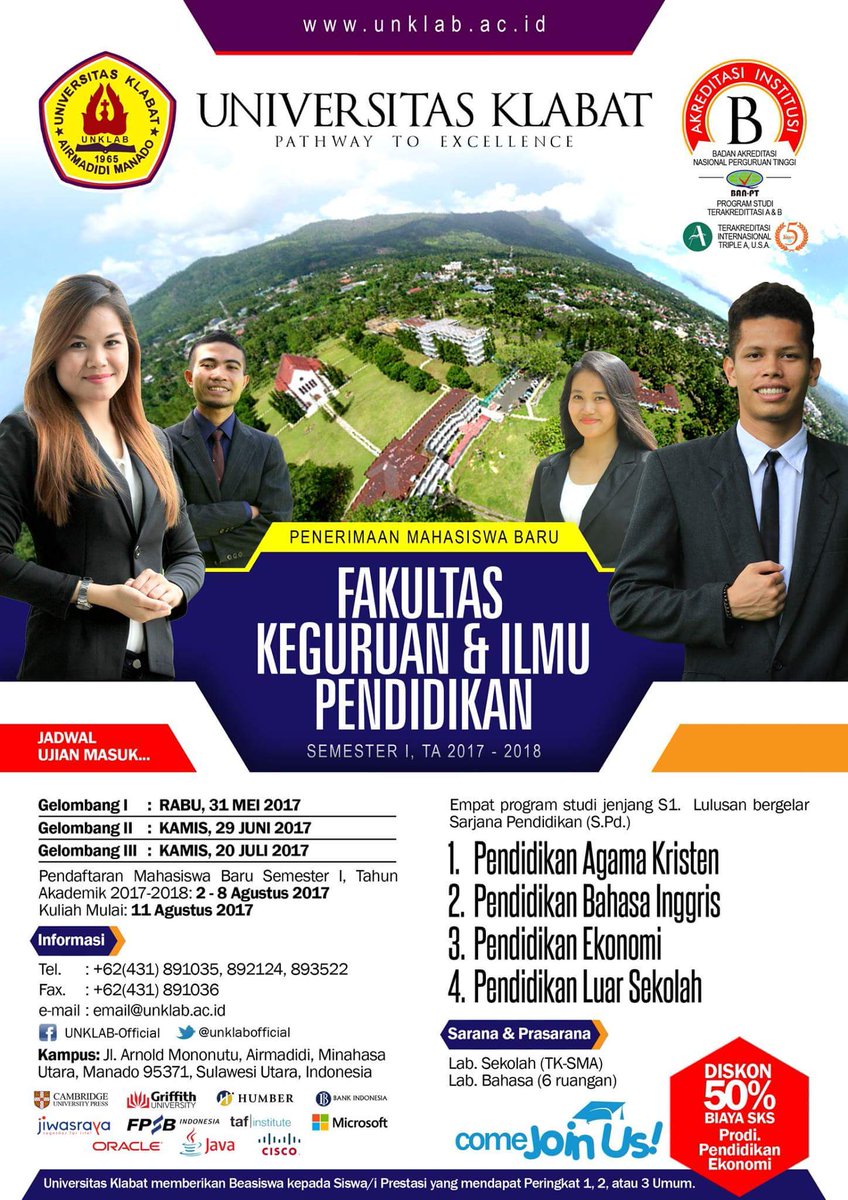 www.unklab.ac.id
UNIVERSITAS KLABAT
UNKLAB
1965
AIRMADIDI MANADO
UNIVERSITAS KLABAT
PATHWAY TO EXCELLENCE
AKREDITASI INSTITUSI
B
BADAN AKREDITASI
NASIONAL PERGURUAN TINGGI
BAN-PT
PROGRAM STUDI
TERAKREDITTASI A & B
A
TERAKREDITASI
INTERNASIONAL
TRIPLE A, U.S.A.
5
PENERIMAAN MAHASISWA BARU
FAKULTAS
KEGURUAN & ILMU
PENDIDIKAN
SEMESTER I, TA 2017 - 2018
JADWAL
UJIAN MASUK...
Gelombang I : RABU, 31 MEI 2017
Gelombang II : KAMIS, 29 JUNI 2017
Gelombang III : KAMIS, 20 JULI 2017
Pendaftaran Mahasiswa Baru Semester I, Tahun
Akademik 2017-2018: 2 - 8 Agustus 2017
Kuliah Mulai: 11 Agustus 2017
Informasi
Tel. : +62(431) 891035, 892124, 893522
Fax. : +62(431) 891036
e-mail : email@unklab.ac.id
UNKLAB-Official @unklabofficial
Kampus: Jl. Arnold Mononutu, Airmadidi, Minahasa
Utara, Manado 95371, Sulawesi Utara, Indonesia
CAMBRIDGE
UNIVERSITY PRESS
Griffith
UNIVERSITY
HUMBER
BANK INDONESIA
jiwasraya
FPSB INDONESIA
taf institute
Microsoft
ORACLE
Java
CISCO
Empat program studi jenjang S1. Lulusan bergelar
Sarjana Pendidikan (S.Pd.)
1. Pendidikan Agama Kristen
2. Pendidikan Bahasa Inggris
3. Pendidikan Ekonomi
4. Pendidikan Luar Sekolah
Sarana & Prasarana
Lab. Sekolah (TK-SMA)
Lab. Bahasa (6 ruangan)
come Join Us!
DISKON
50%
BIAYA SKS
Prodi.
Pendidikan
Ekonomi
Universitas Klabat memberikan Beasiswa kepada Siswa/i Prestasi yang mendapat Peringkat 1, 2, atau 3 Umum.